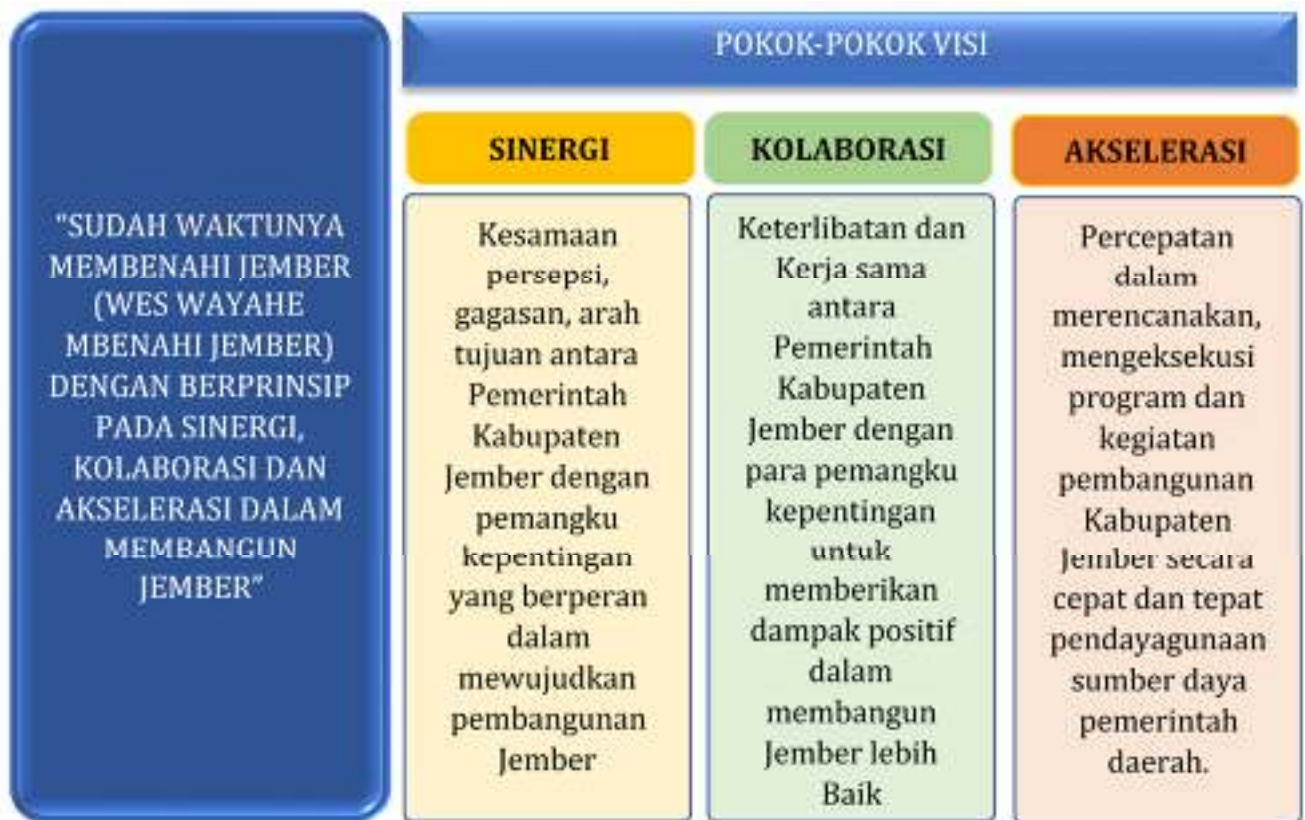 "SUDAH WAKTUNYA
MEMBENAHI JEMBER
(WES WAYAHE
MBENAHI JEMBER)
DENGAN BERPRINSIP
PADA SINERGI,
KOLABORASI DAN
AKSELERASI DALAM
MEMBANGUN
JEMBER"
POKOK-POKOK VISI
SINERGI
Kesamaan
persepsi,
gagasan, arah
tujuan antara
Pemerintah
Kabupaten
Jember dengan
pemangku
kepentingan
yang berperan
dalam
mewujudkan
pembangunan
Jember
KOLABORASI
Keterlibatan dan
Kerja sama
antara
Pemerintah
Kabupaten
Jember dengan
para pemangku
kepentingan
untuk
memberikan
dampak positif
dalam
membangun
Jember lebih
Baik
AKSELERASI
Percepatan
dalam
merencanakan,
mengeksekusi
program dan
kegiatan
pembangunan
Kabupaten
Jember secara
cepat dan tepat
pendayagunaan
sumber daya
pemerintah
daerah.